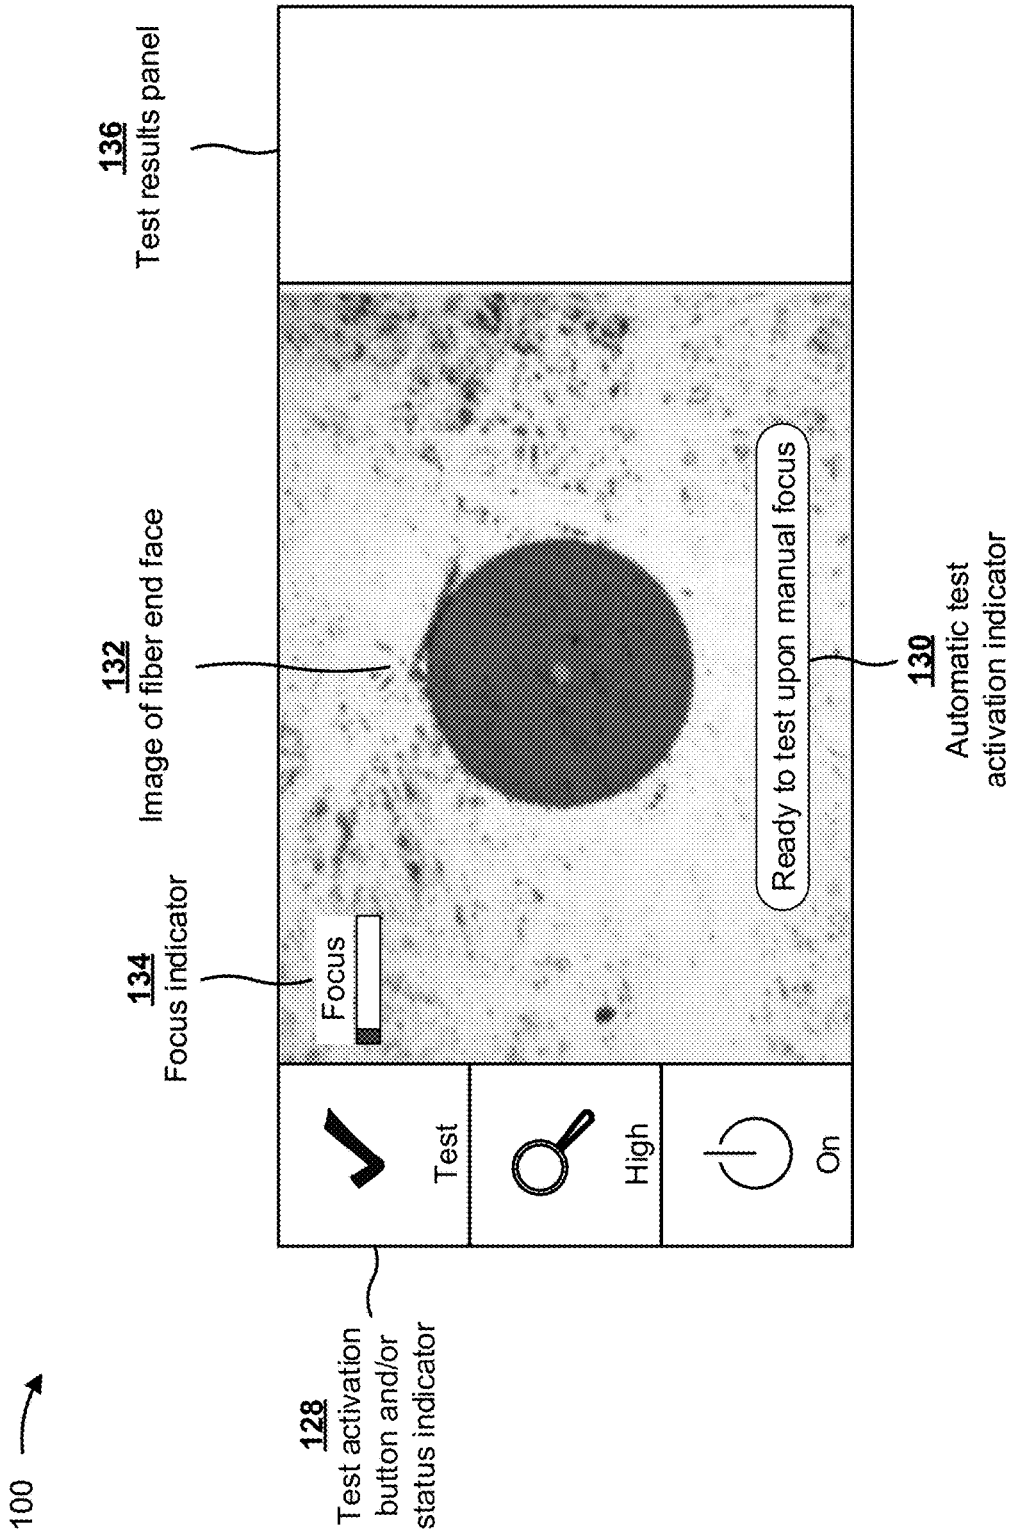 100
128
Test activation
button and/or
status indicator
134
Focus indicator
132
Image of fiber end face
136
Test results panel
Test
High
On
Focus
Ready to test upon manual focus
130
Automatic test
activation indicator